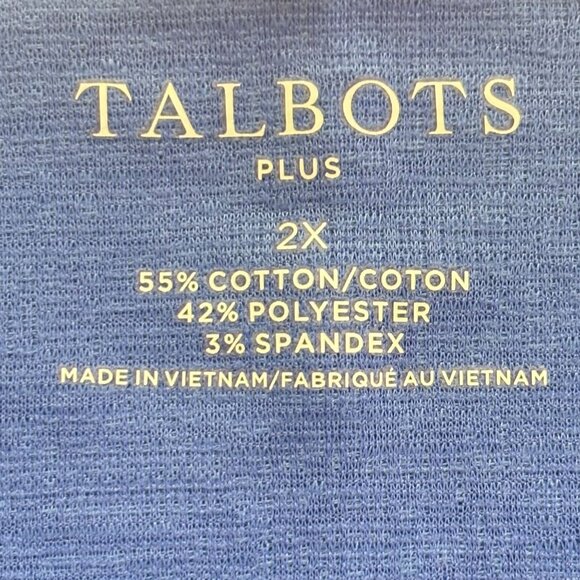 TALBOTS
PLUS
2X
55% COTTON/COTON
42% POLYESTER
3% SPANDEX
MADE IN VIETNAM/FABRIQUÉ AU VIETNAM